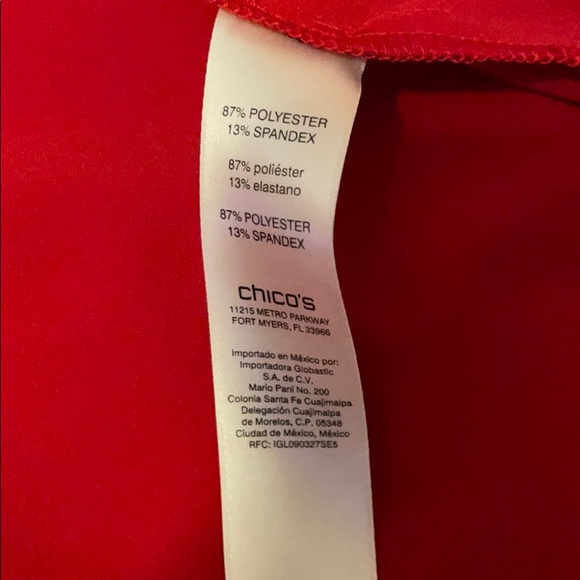 87% POLYESTER
13% SPANDEX
87% poliéster
13% elastano
87% POLYESTER
13% SPANDEX
chico's
11215 METRO PARKWAY
FORT MYERS, FL 33966
Importado en México por:
Importadora Globastic
S.A. de C.V.
Mario Pani No. 200
Colonia Santa Fe Cuajimalpa
Delegación Cuajimalpa
de Morelos, C.P. 05348
Ciudad de México, México
RFC: IGL090327SE5